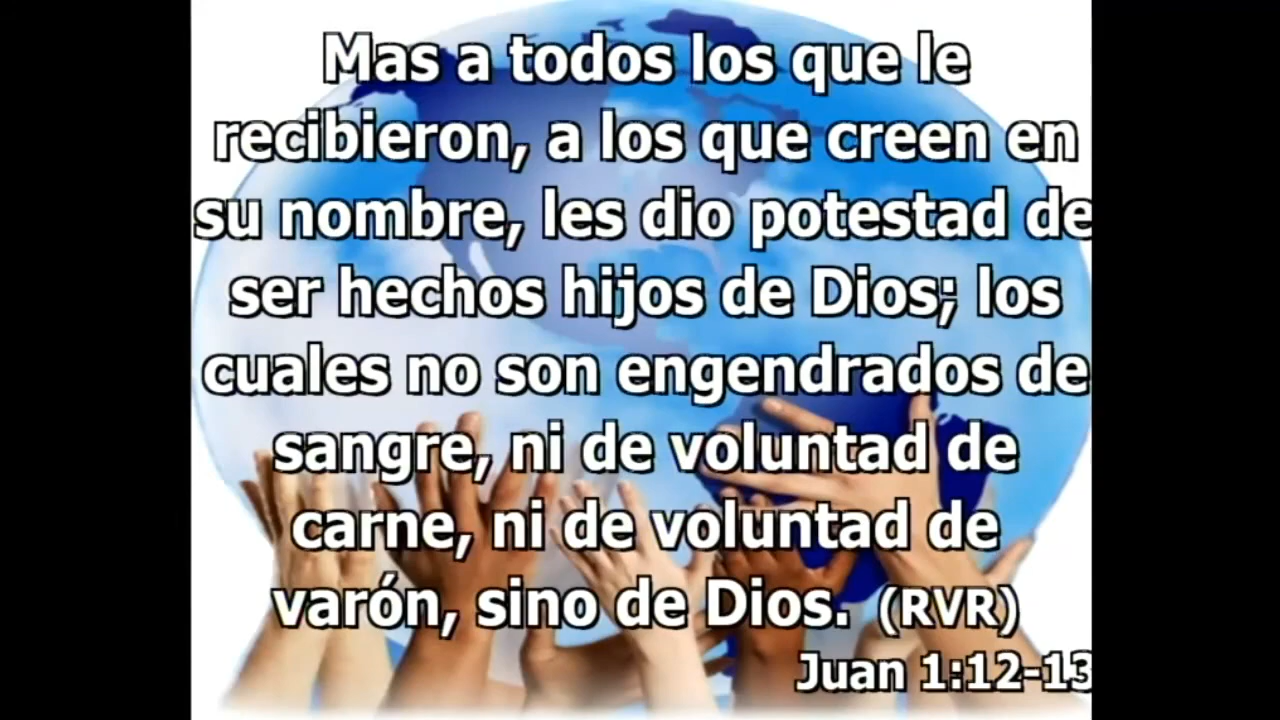 Mas a todos los que le
recibieron, a los que creen en
su nombre, les dio potestad de
ser hechos hijos de Dios; los
cuales no son engendrados de
sangre, ni de voluntad de
carne, ni de voluntad de
varón, sino de Dios. (RVR)
Juan 1:12-13